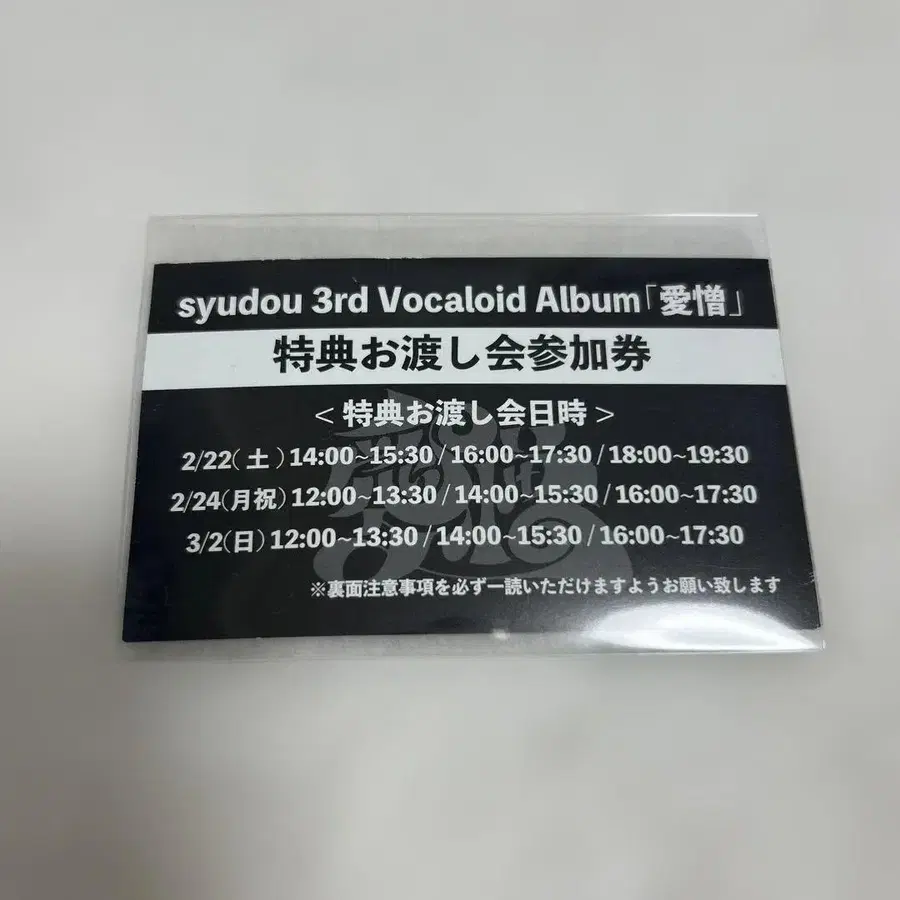 syudou 3rd Vocaloid Album「愛憎」
特典お渡し会参加券
< 特典お渡し会日時 >
2/22( 土 ) 14:00~15:30 / 16:00~17:30 / 18:00~19:30
2/24(月祝) 12:00~13:30 / 14:00~15:30 / 16:00~17:30
3/2(日) 12:00~13:30 / 14:00~15:30 / 16:00~17:30
※裏面注意事項を必ず一読いただけますようお願い致します